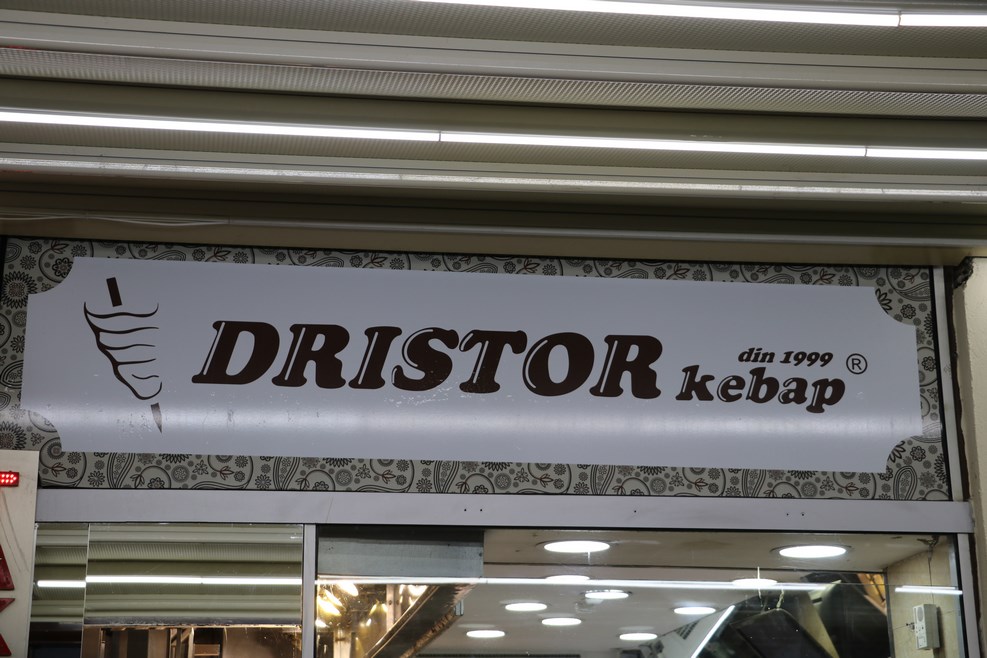 DRISTOR
din 1999
kebap ®